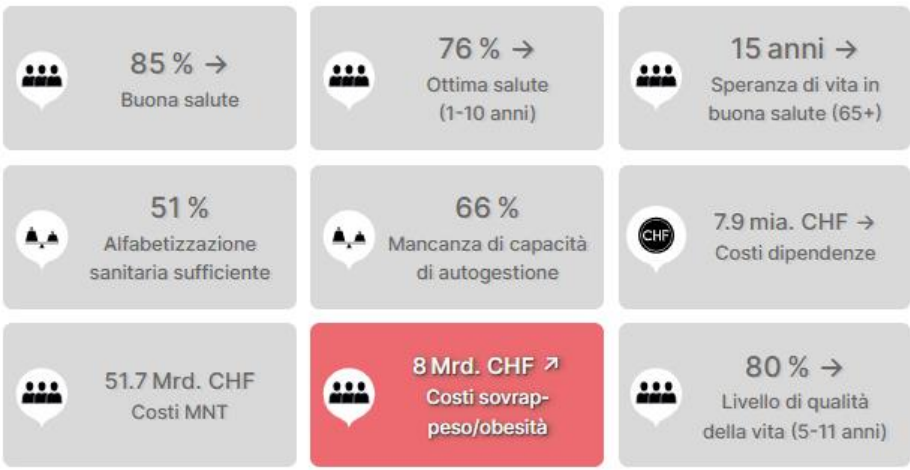 85 % →
Buona salute
76 % →
Ottima salute
(1-10 anni)
15 anni →
Speranza di vita in
buona salute (65+)
51 %
Alfabetizzazione
sanitaria sufficiente
66 %
Mancanza di capacità
di autogestione
CHF
7.9 mia. CHF →
Costi dipendenze
51.7 Mrd. CHF
Costi MNT
8 Mrd. CHF ↗
Costi sovrap-
peso/obesità
80 % →
Livello di qualità
della vita (5-11 anni)